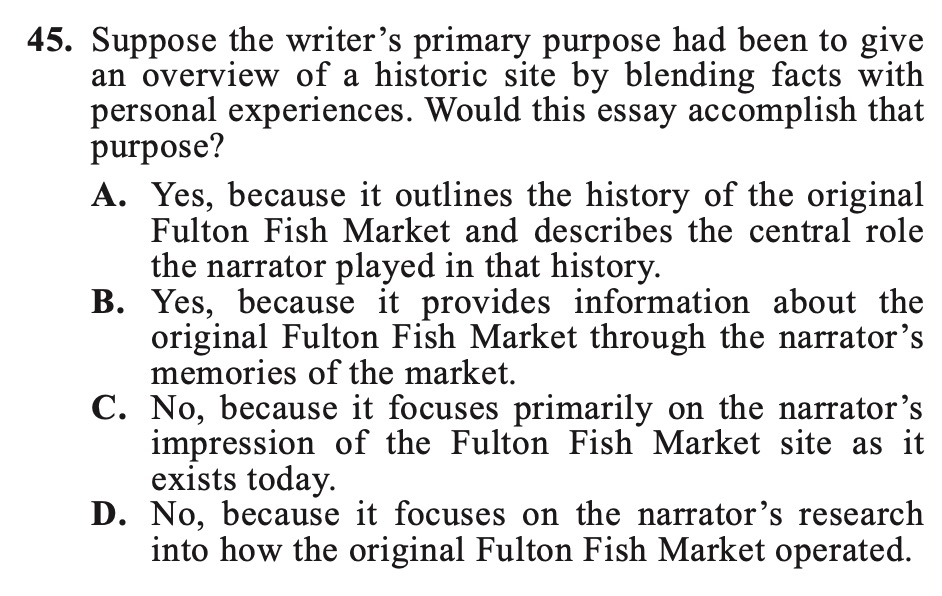 45. Suppose the writer's primary purpose had been to give
an overview of a historic site by blending facts with
personal experiences. Would this essay accomplish that
purpose?
A. Yes, because it outlines the history of the original
Fulton Fish Market and describes the central role
the narrator played in that history.
B. Yes, because it provides information about the
original Fulton Fish Market through the narrator's
memories of the market.
C. No, because it focuses primarily on the narrator's
impression of the Fulton Fish Market site as it
exists today.
D. No, because it focuses on the narrator's research
into how the original Fulton Fish Market operated.